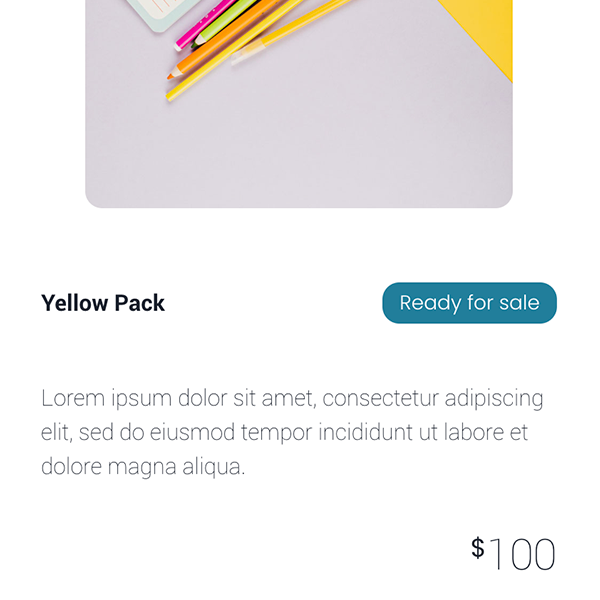 Yellow Pack
Ready for sale
Lorem ipsum dolor sit amet, consectetur adipiscing
elit, sed do eiusmod tempor incididunt ut labore et
dolore magna aliqua.
$100